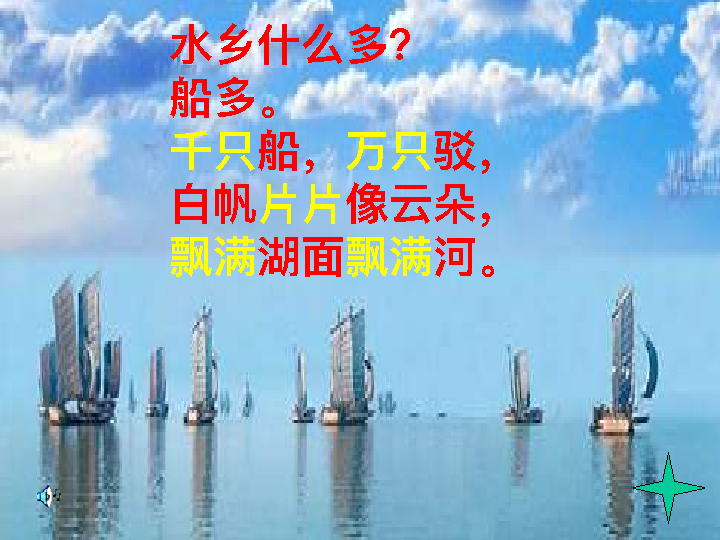 水乡什么多？
船多。
千只船，万只驳，
白帆片片像云朵，
飘满湖面飘满河。